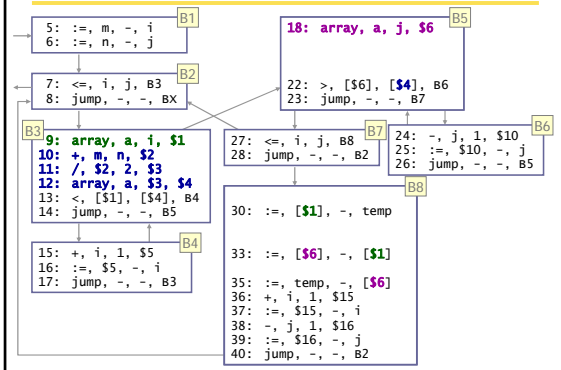 B1
5: :=, m, -, i
6: :=, n, -, j
B2
7: <=, i, j, B3
8: jump, -, -, BX
B3
9: array, a, i, $1
10: +, m, n, $2
11: /, $2, 2, $3
12: array, a, $3, $4
13: <, [$1], [$4], B4
14: jump, -, -, B5
B4
15: +, i, 1, $5
16: :=, $5, -, i
17: jump, -, -, B3
B5
18: array, a, j, $6
22: >, [$6], [$4], B6
23: jump, -, -, B7
B6
24: -, j, 1, $10
25: :=, $10, -, j
26: jump, -, -, B5
B7
27: <=, i, j, B8
28: jump, -, -, B2
B8
30: :=, [$1], -, temp
33: :=, [$6], -, [$1]
35: :=, temp, -, [$6]
36: +, i, 1, $15
37: :=, $15, -, i
38: -, j, 1, $16
39: :=, $16, -, j
40: jump, -, -, B2